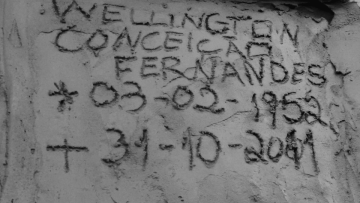 WELLINGTON
CONCEICAO
FERNANDES
* 03-02-1952
+ 31-10-2011